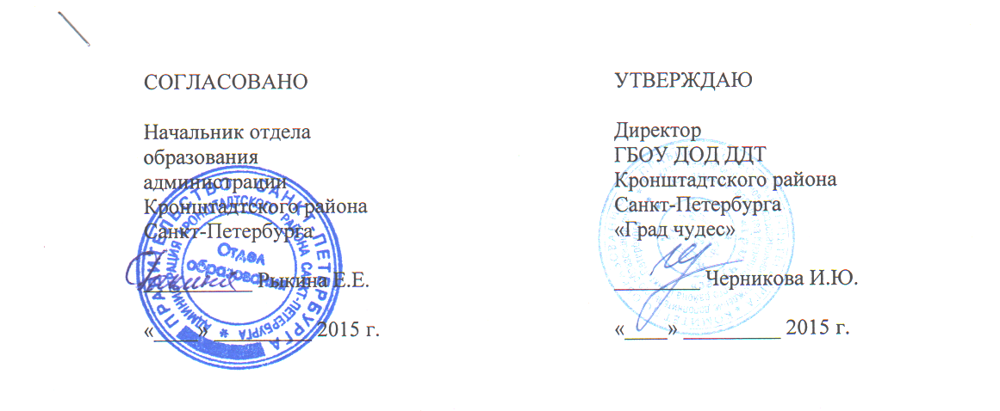 СОГЛАСОВАНО
Начальник отдела
образования
администрации
Кронштадтского района
Санкт-Петербурга
____________ Рыкина Е.Е.
«____» _________ 2015 г.
ПРАВИТЕЛЬСТВО САНКТ-ПЕТЕРБУРГА
АДМИНИСТРАЦИЯ КРОНШТАДТСКОГО РАЙОНА САНКТ-ПЕТЕРБУРГА
Отдел
образования
УТВЕРЖДАЮ
Директор
ГБОУ ДОД ДДТ
Кронштадтского района
Санкт-Петербурга
«Град чудес»
________ Черникова И.Ю.
«____» _________ 2015 г.